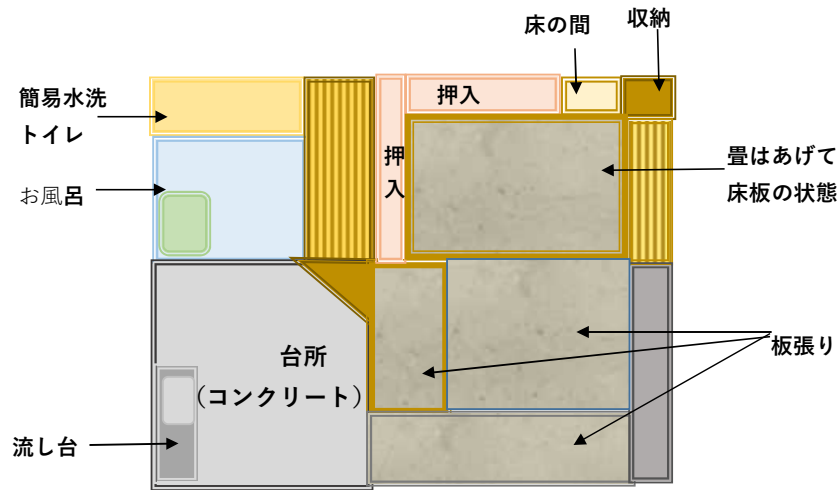 床の間
収納
簡易水洗
トイレ
押入
押
入
畳はあげて
床板の状態
お風呂
台所
（コンクリート）
板張り
流し台